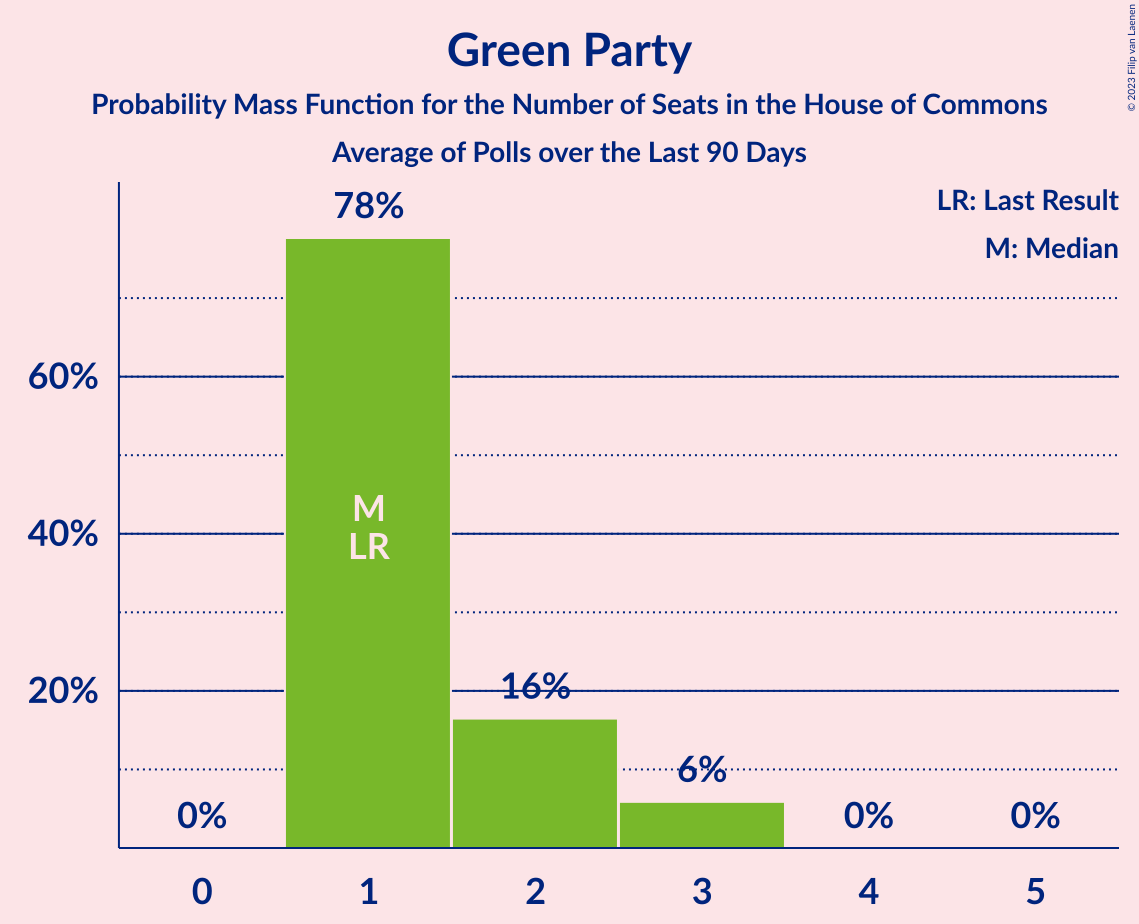 Green Party
Probability Mass Function for the Number of Seats in the House of Commons
Average of Polls over the Last 90 Days
© 2023 Filip van Laenen
LR: Last Result
M: Median
78%
60%
40%
20%
M
LR
16%
6%
0%
0%
0%
0
1
2
3
4
5